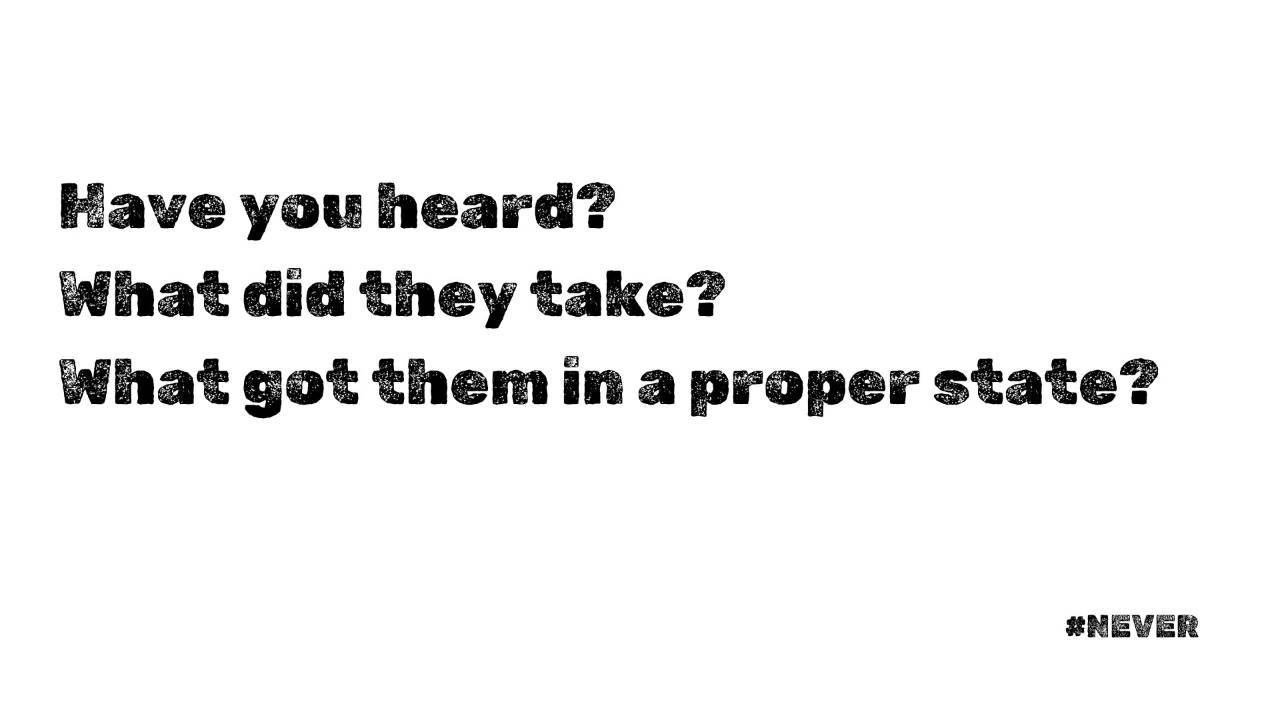 Have you heard?
What did they take?
What got them in a proper state?
#NEVER